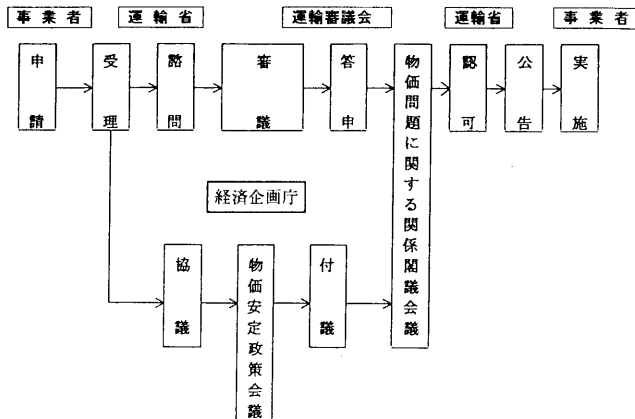 事業者
運輸省
運輸審議会
運輸省
事業者
申請
受理
諮問
審議
答申
物価問題に関する関係閣議会議
認可
公告
実施
経済企画庁
協議
物価安定政策会議
付議